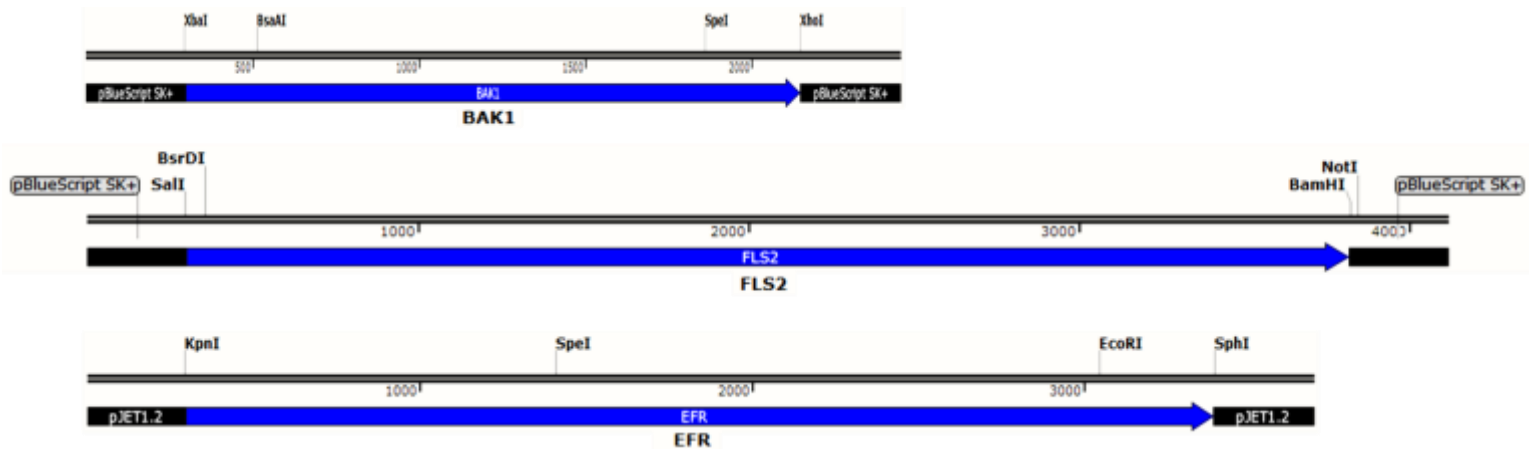 XbaI BsaAI SpeI XhoI
500 1000 1500 2000
pBlueScript SK+ BAK1 pBlueScript SK+
BAK1
BsrDI NotI
pBlueScript SK+ SalI BamHI pBlueScript SK+
1000 2000 3000 4000
FLS2
FLS2
KpnI SpeI EcoRI SphI
1000 2000 3000
pJET1.2 EFR pJET1.2
EFR